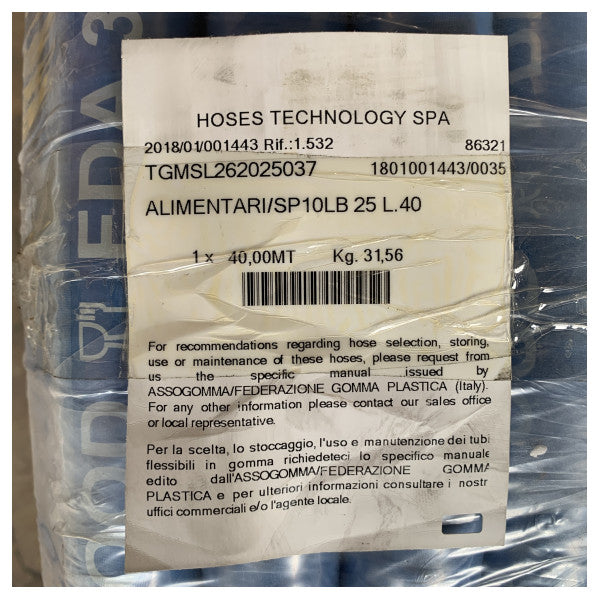 HOSES TECHNOLOGY SPA
2018/01/001443 Rif.:1.532 86321
TGMSL262025037 1801001443/0035
ALIMENTARI/SP10LB 25 L.40
1 x 40,00MT Kg. 31,56
For recommendations regarding hose selection, storing,
use or maintenance of these hoses, please request from
us the specific manual issued by
ASSOGOMMA/FEDERAZIONE GOMMA PLASTICA (Italy).
For any other information please contact our sales office
or local representative.
Per la scelta, lo stoccaggio, l'uso e manutenzione dei tubi
flessibili in gomma richiedeteci lo specifico manuale
edito dall'ASSOGOMMA/FEDERAZIONE GOMMA
PLASTICA e per ulteriori informazioni consultare i nostr
uffici commerciali e/o l'agente locale.